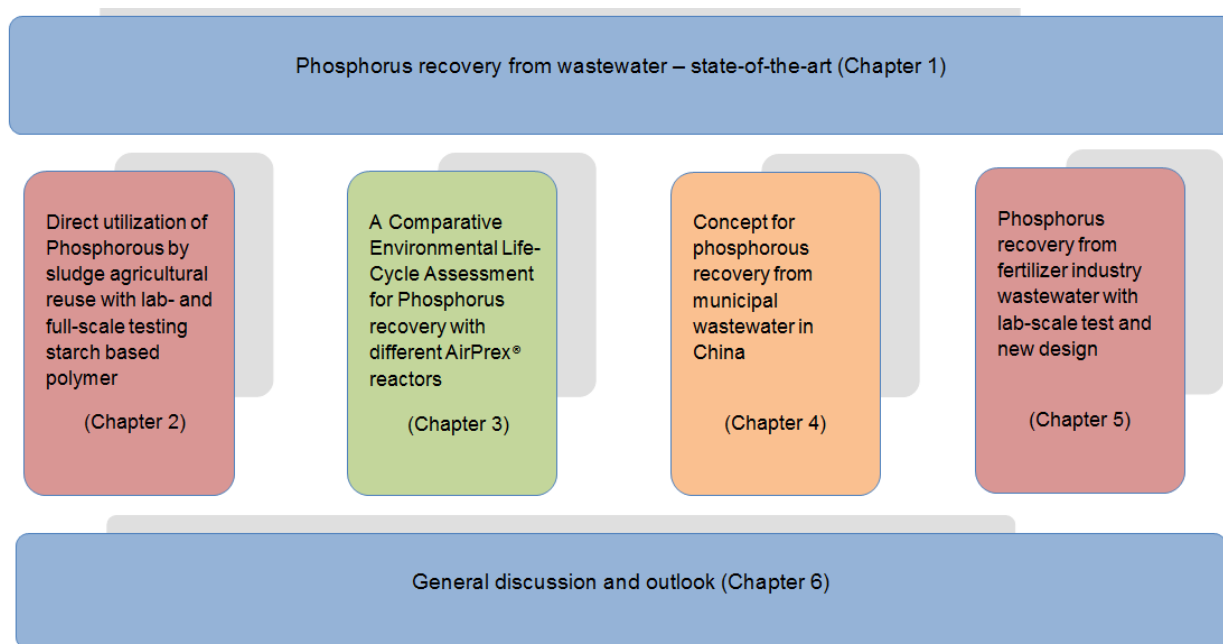 Phosphorus recovery from wastewater – state-of-the-art (Chapter 1)
Direct utilization of
Phosphorous by
sludge agricultural
reuse with lab- and
full-scale testing
starch based
polymer
(Chapter 2)
A Comparative
Environmental Life-
Cycle Assessment
for Phosphorus
recovery with
different AirPrex®
reactors
(Chapter 3)
Concept for
phosphorous
recovery from
municipal
wastewater in
China
(Chapter 4)
Phosphorus
recovery from
fertilizer industry
wastewater with
lab-scale test and
new design
(Chapter 5)
General discussion and outlook (Chapter 6)